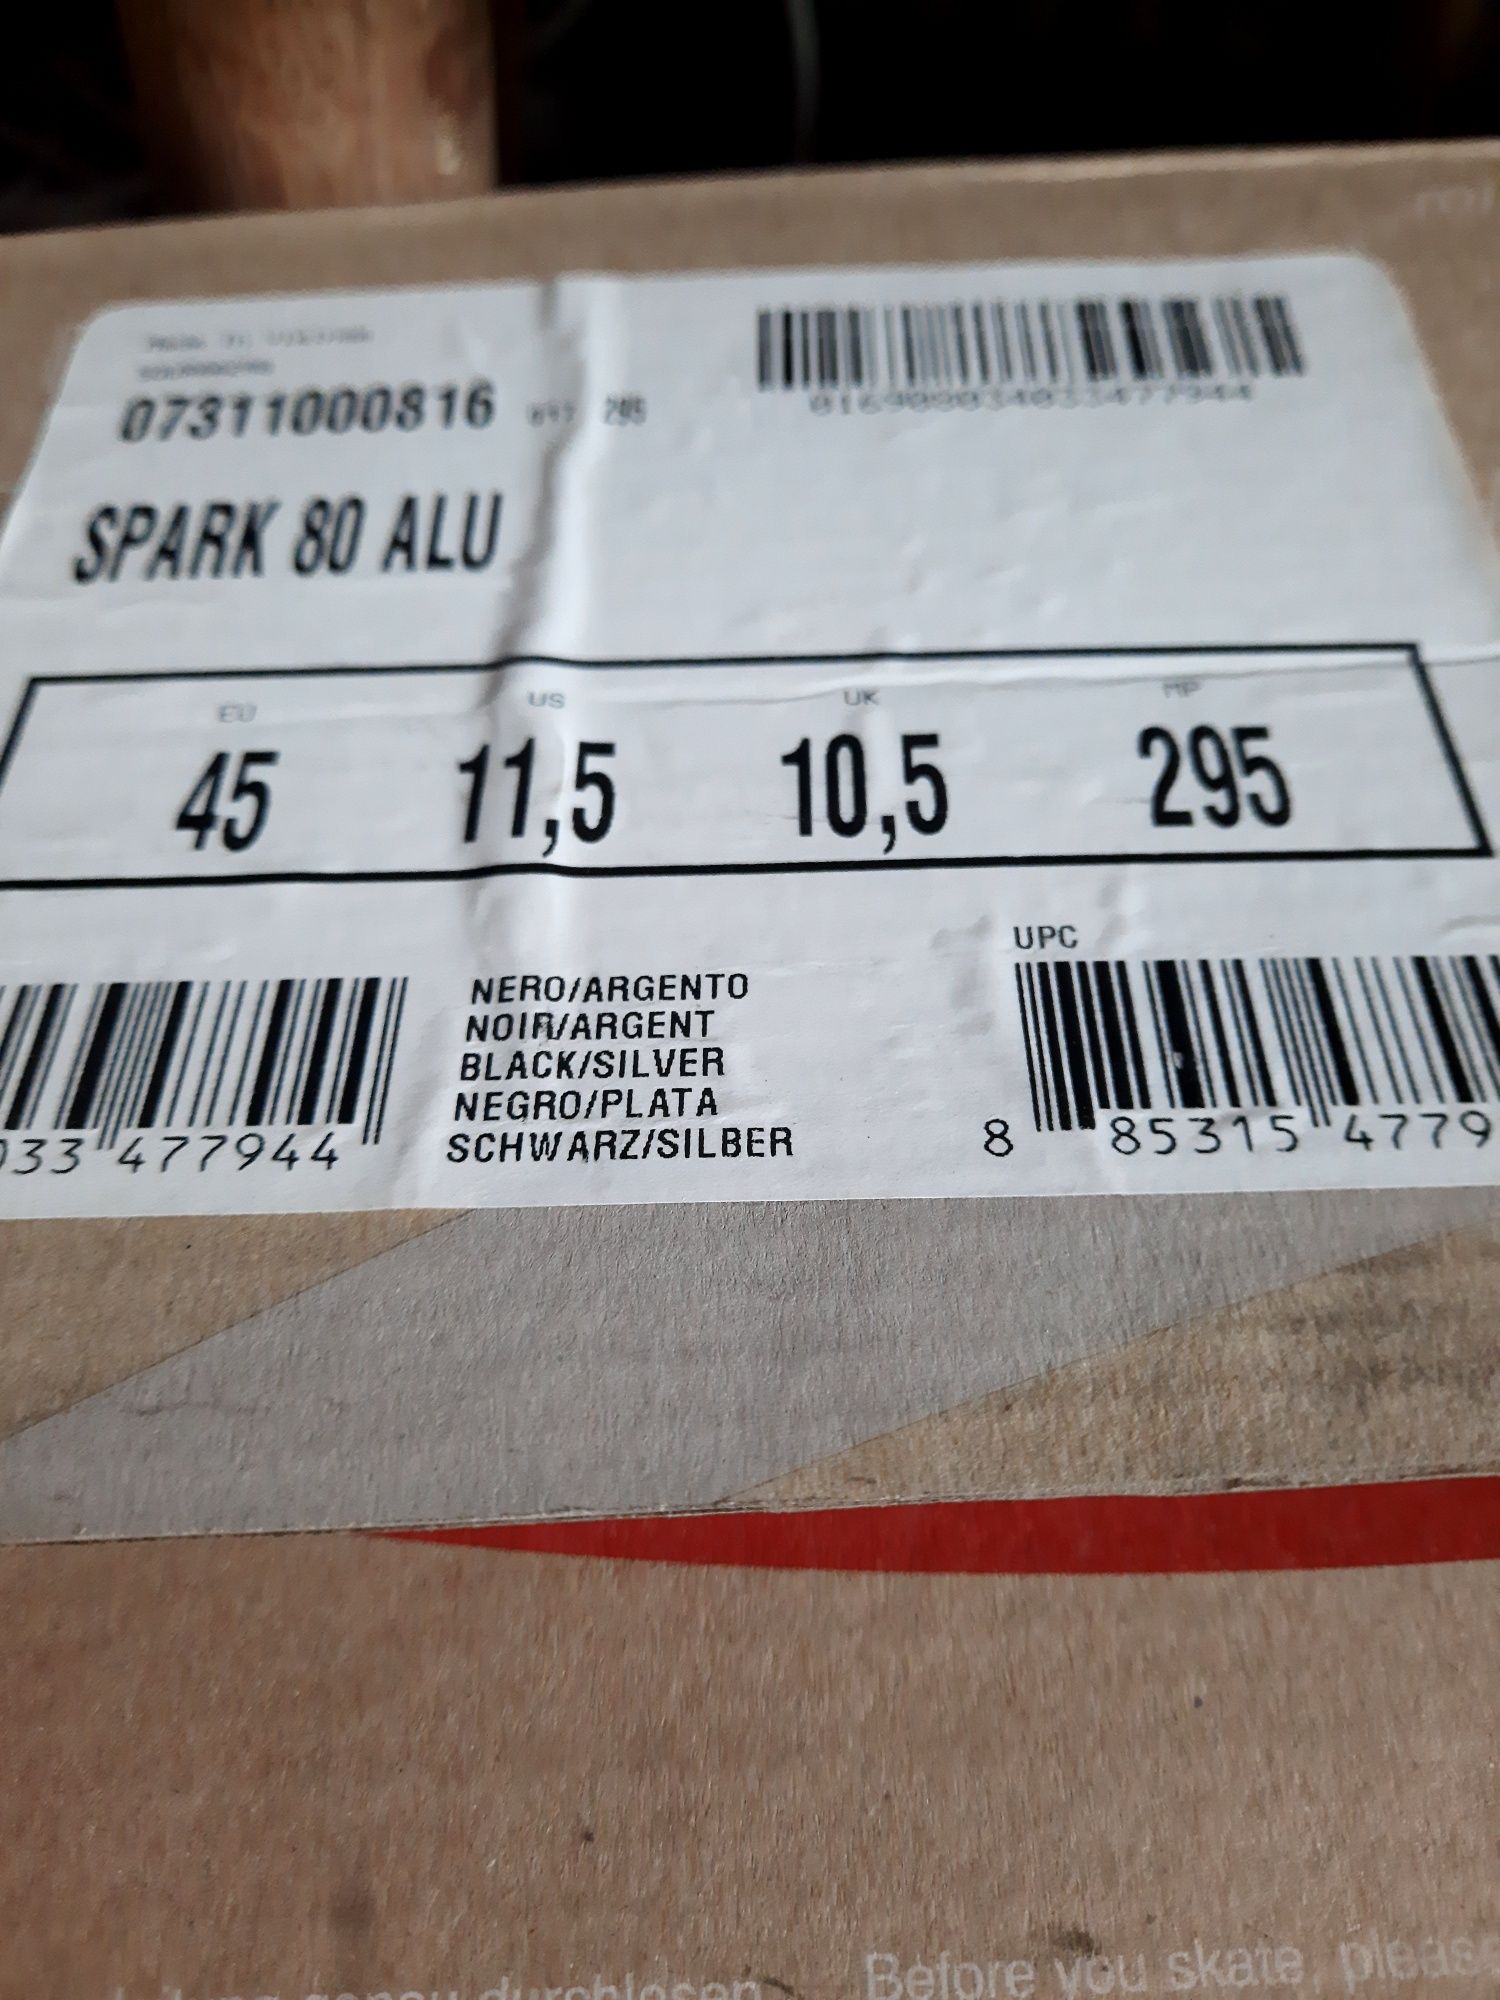 07311000816
SPARK 80 ALU
EU US UK MP
45 11,5 10,5 295
UPC
NERO/ARGENTO
NOIR/ARGENT
BLACK/SILVER
NEGRO/PLATA
SCHWARZ/SILBER
033 477944
8 85315 4779
Before you skate, please